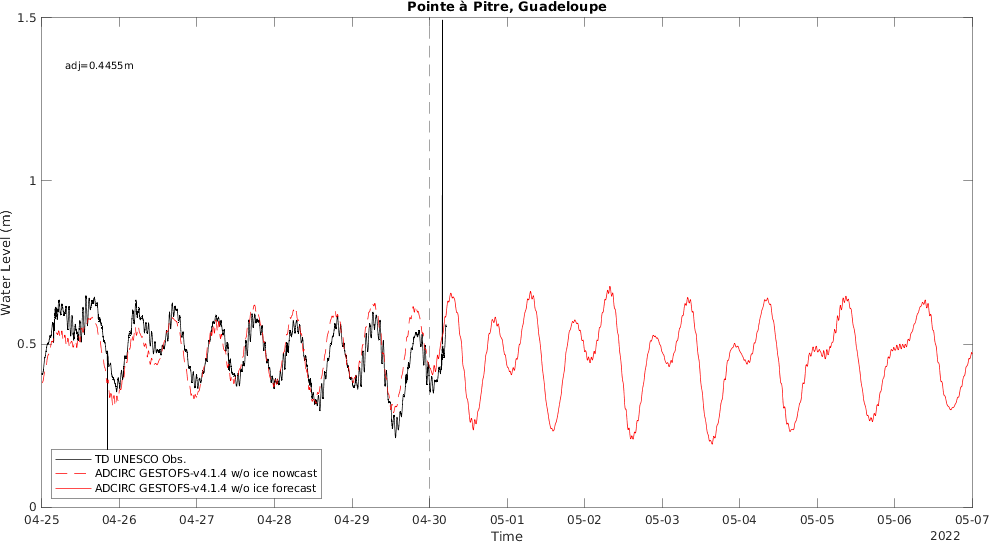 Pointe à Pitre, Guadeloupe
1.5
adj=0.4455m
1
Water Level (m)
0.5
TD UNESCO Obs.
ADCIRC GESTOFS-v4.1.4 w/o ice nowcast
ADCIRC GESTOFS-v4.1.4 w/o ice forecast
0
04-25 04-26 04-27 04-28 04-29 04-30 05-01 05-02 05-03 05-04 05-05 05-06 05-07
Time
2022